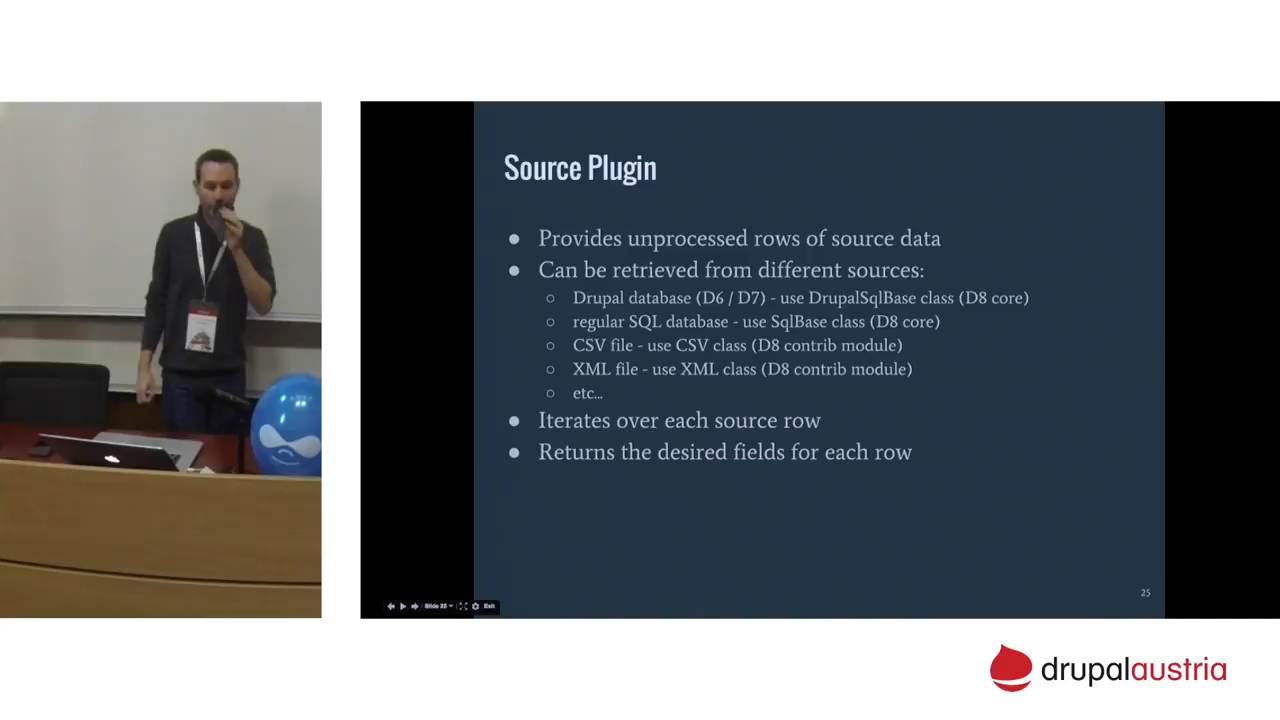 Source Plugin
● Provides unprocessed rows of source data
● Can be retrieved from different sources:
○ Drupal database (D6 / D7) - use DrupalSqlBase class (D8 core)
○ regular SQL database - use SqlBase class (D8 core)
○ CSV file - use CSV class (D8 contrib module)
○ XML file - use XML class (D8 contrib module)
○ etc...
● Iterates over each source row
● Returns the desired fields for each row
25
Slide 25
Exit
drupalaustria